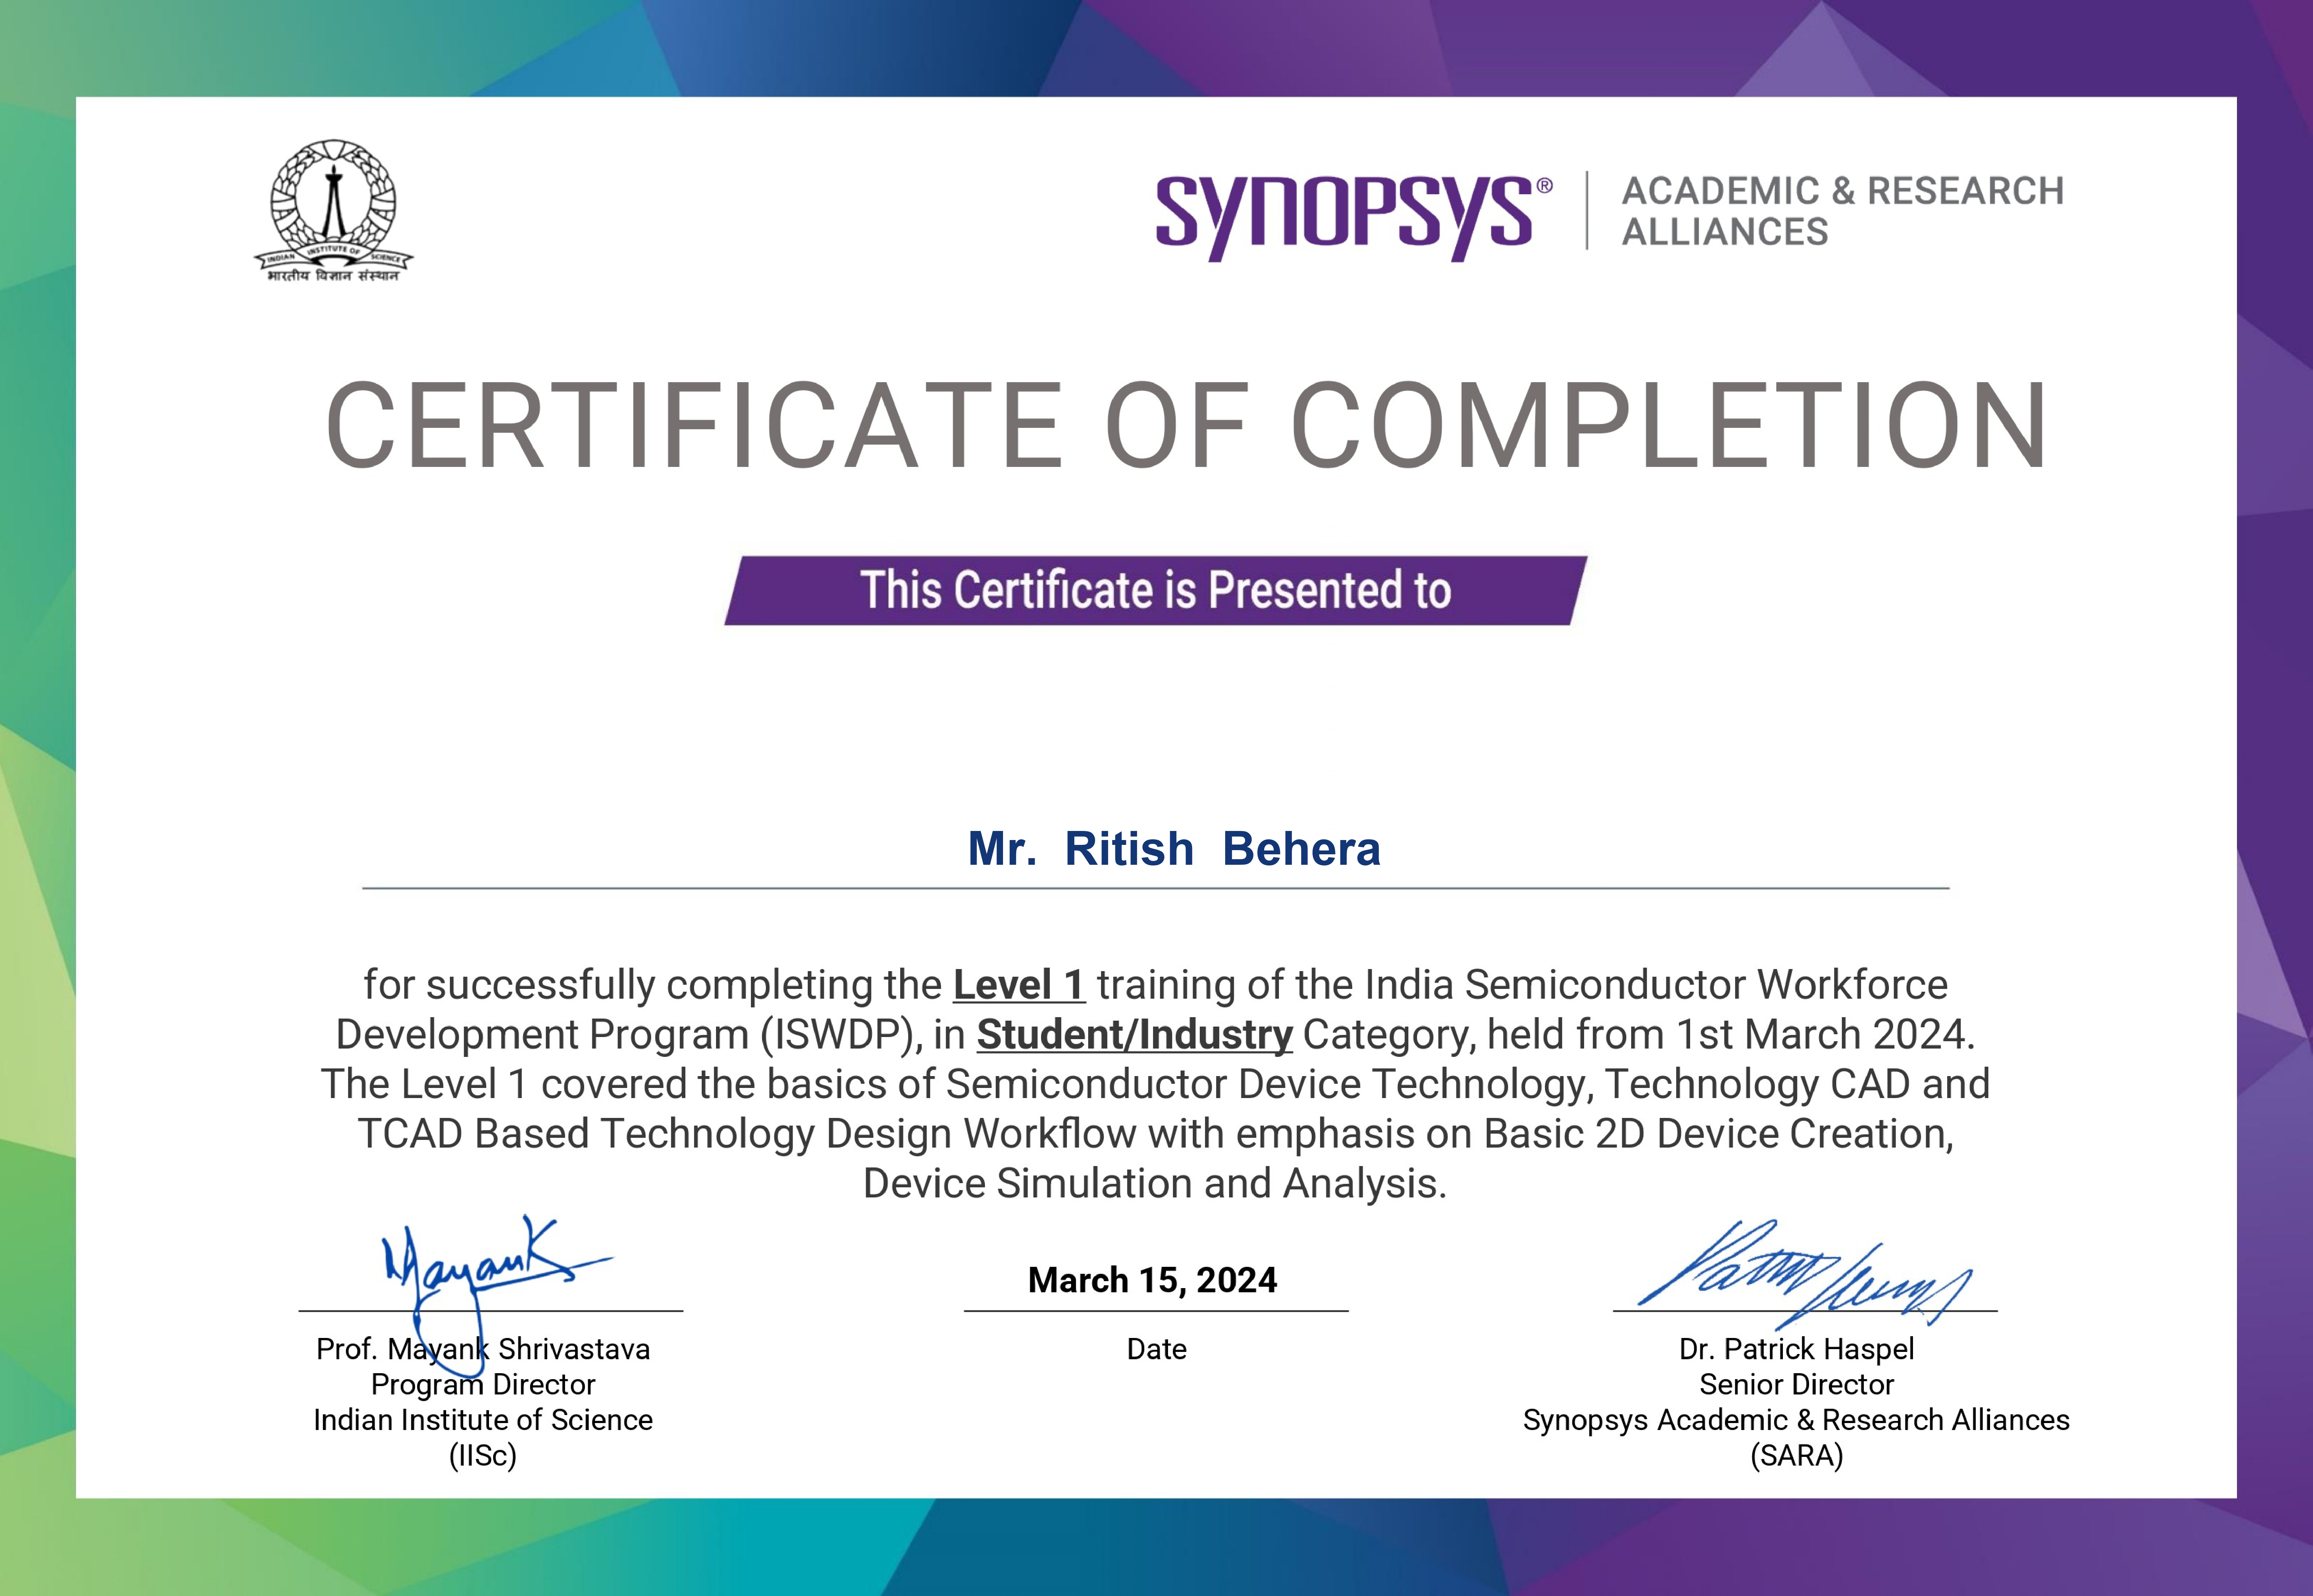 INDIAN INSTITUTE OF SCIENCE
भारतीय विज्ञान संस्थान
SYNOPSYS® ACADEMIC & RESEARCH
ALLIANCES
CERTIFICATE OF COMPLETION
This Certificate is Presented to
Mr. Ritish Behera
for successfully completing the Level 1 training of the India Semiconductor Workforce
Development Program (ISWDP), in Student/Industry Category, held from 1st March 2024.
The Level 1 covered the basics of Semiconductor Device Technology, Technology CAD and
TCAD Based Technology Design Workflow with emphasis on Basic 2D Device Creation,
Device Simulation and Analysis.
Mayank
March 15, 2024
Prof. Mayank Shrivastava
Program Director
Indian Institute of Science
(IISc)
Date
Dr. Patrick Haspel
Senior Director
Synopsys Academic & Research Alliances
(SARA)